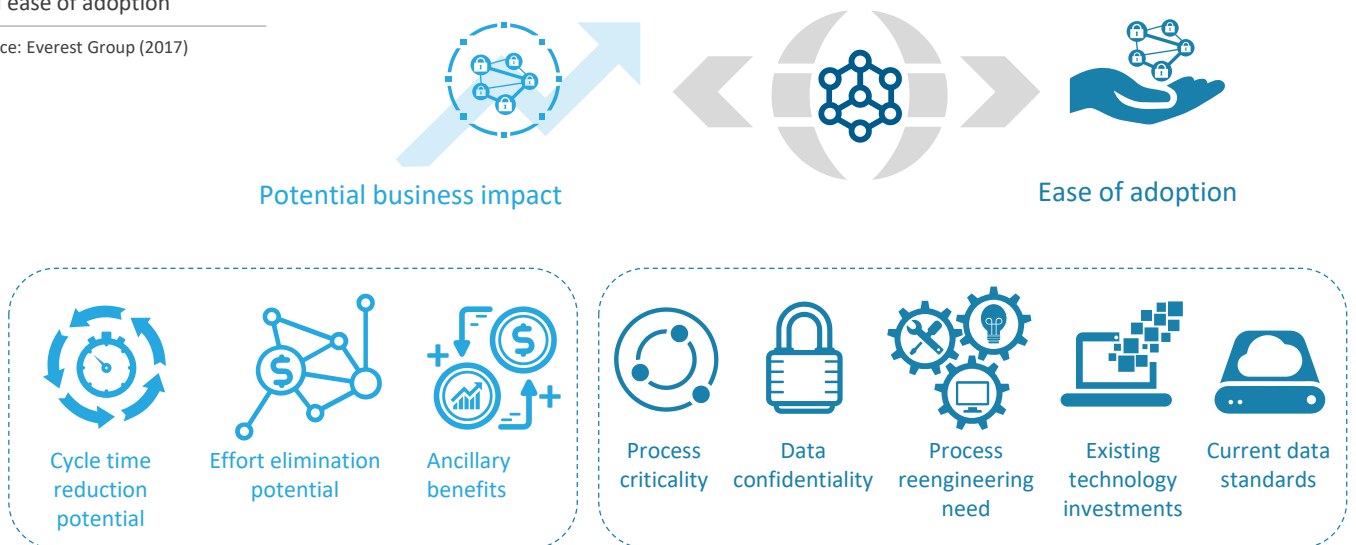 ease of adoption
ce: Everest Group (2017)
Potential business impact
Ease of adoption
Cycle time
reduction
potential
Effort elimination
potential
Ancillary
benefits
Process
criticality
Data
confidentiality
Process
reengineering
need
Existing
technology
investments
Current data
standards